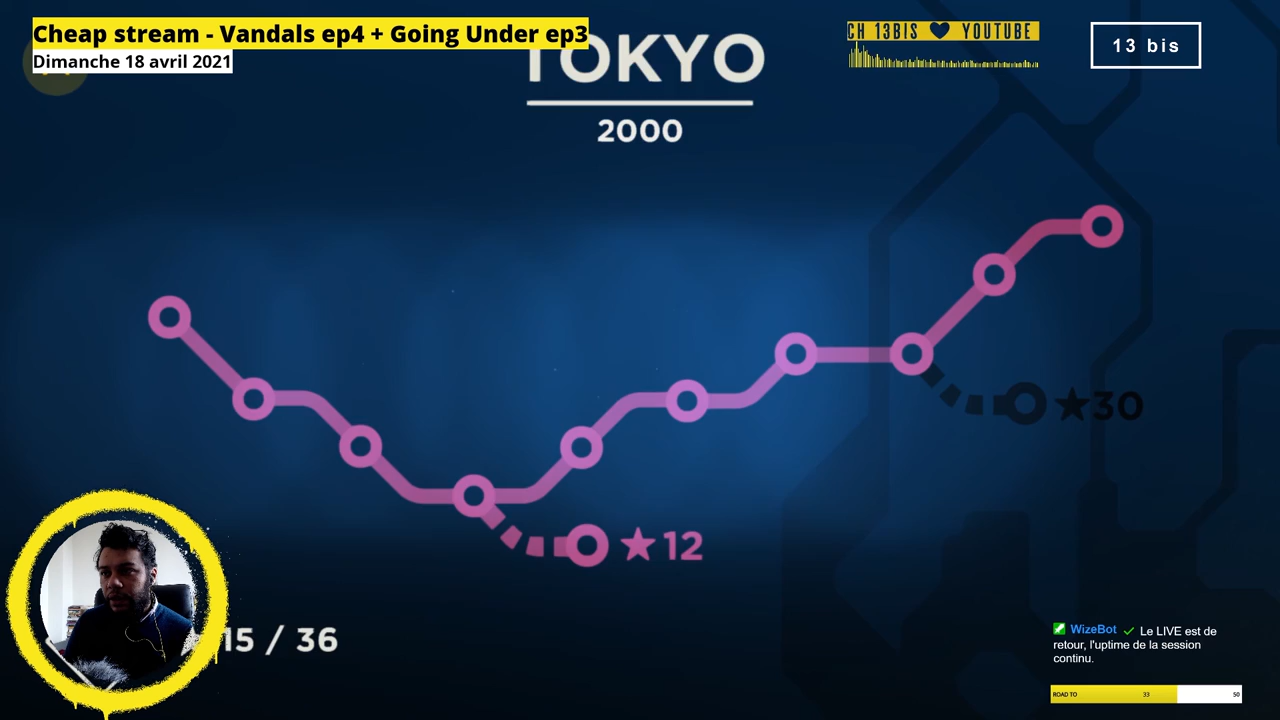 Cheap stream - Vandals ep4 + Going Under ep3
Dimanche 18 avril 2021
TOKYO
2000
CH 13BIS YOUTUBE
13 bis
★30
★12
15 / 36
WizeBot ✓ Le LIVE est de
retour, l'uptime de la session
continu.
ROAD TO 33 50